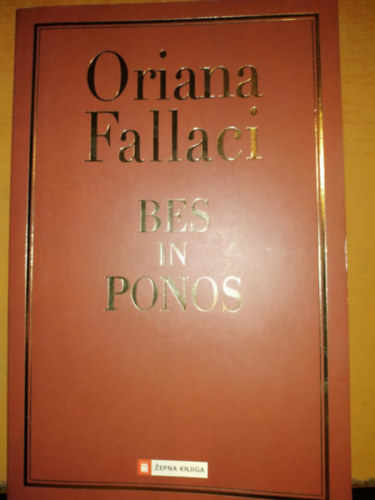 Oriana
Fallaci
BES
IN
PONOS
ŽEPNA KNJIGA